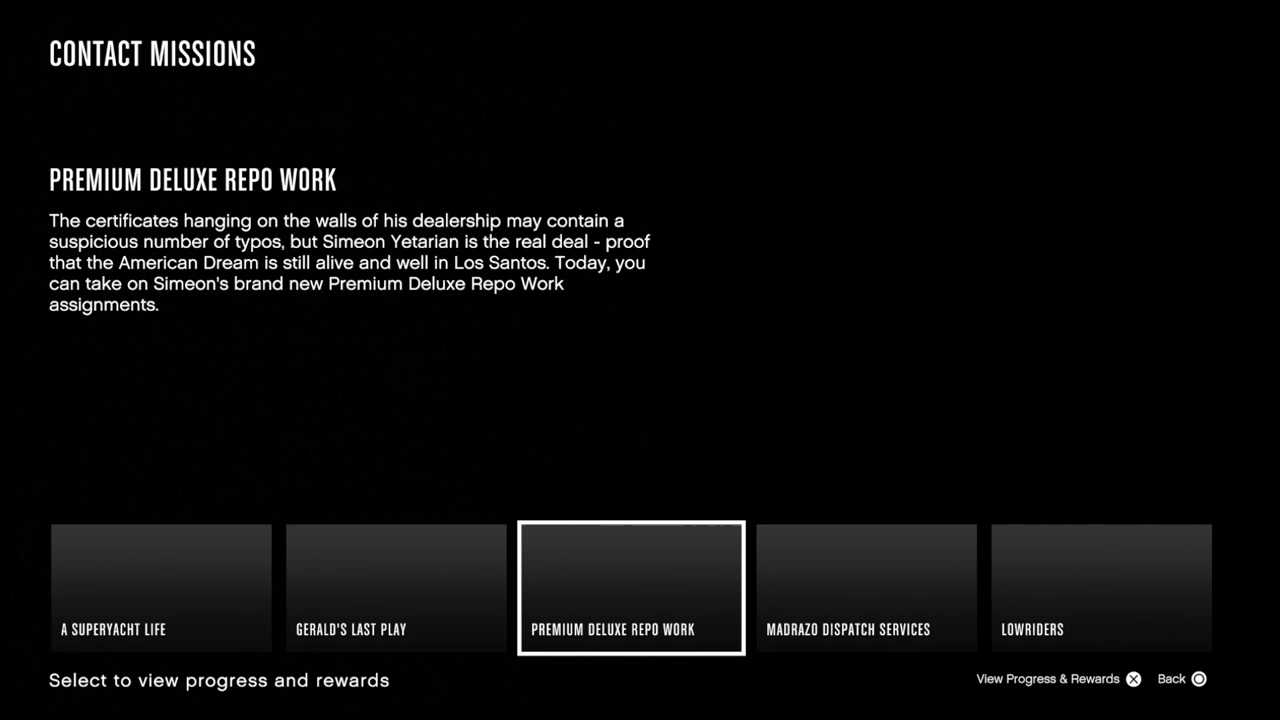 CONTACT MISSIONS
PREMIUM DELUXE REPO WORK
The certificates hanging on the walls of his dealership may contain a
suspicious number of typos, but Simeon Yetarian is the real deal - proof
that the American Dream is still alive and well in Los Santos. Today, you
can take on Simeon's brand new Premium Deluxe Repo Work
assignments.
A SUPERYACHT LIFE
GERALD'S LAST PLAY
PREMIUM DELUXE REPO WORK
MADRAZO DISPATCH SERVICES
LOWRIDERS
Select to view progress and rewards
View Progress & Rewards
Back